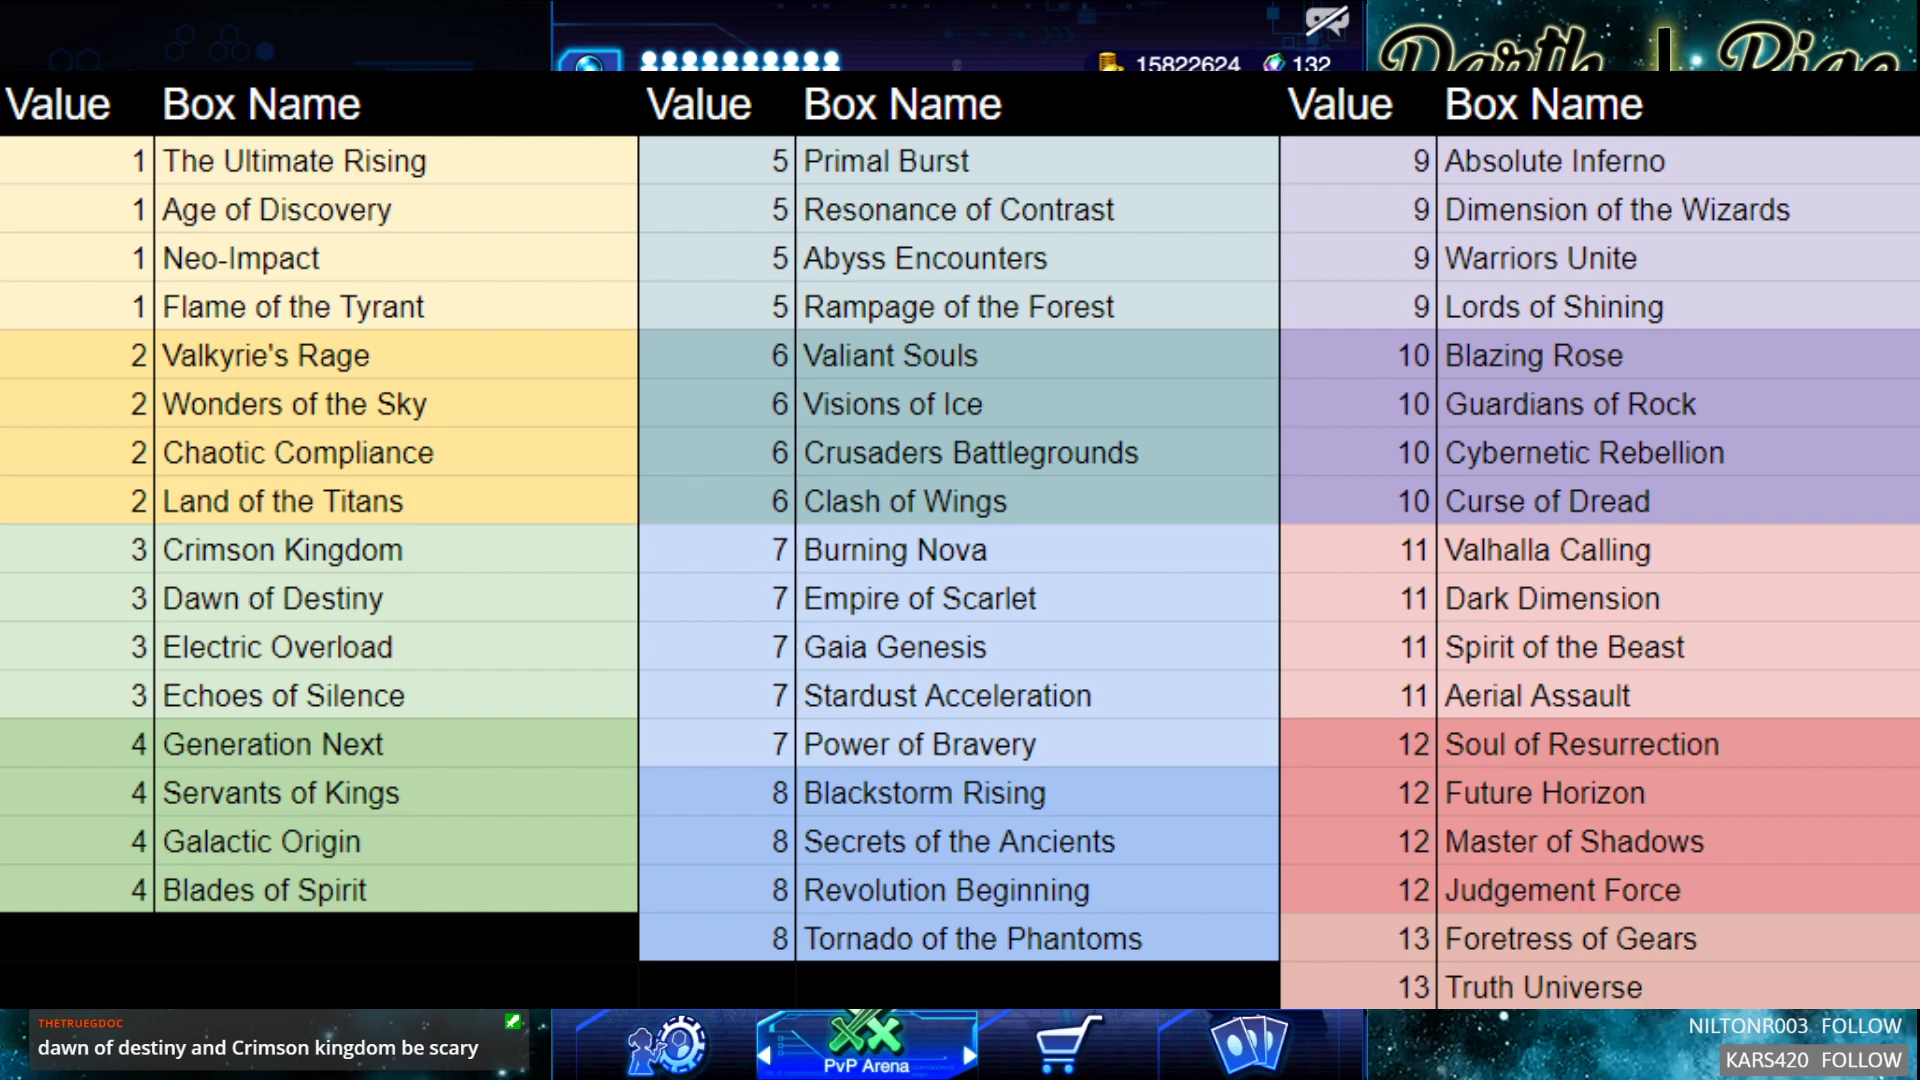 15822624 132
Darth
Value Box Name Value Box Name Value Box Name
1 The Ultimate Rising 5 Primal Burst 9 Absolute Inferno
1 Age of Discovery 5 Resonance of Contrast 9 Dimension of the Wizards
1 Neo-Impact 5 Abyss Encounters 9 Warriors Unite
1 Flame of the Tyrant 5 Rampage of the Forest 9 Lords of Shining
2 Valkyrie's Rage 6 Valiant Souls 10 Blazing Rose
2 Wonders of the Sky 6 Visions of Ice 10 Guardians of Rock
2 Chaotic Compliance 6 Crusaders Battlegrounds 10 Cybernetic Rebellion
2 Land of the Titans 6 Clash of Wings 10 Curse of Dread
3 Crimson Kingdom 7 Burning Nova 11 Valhalla Calling
3 Dawn of Destiny 7 Empire of Scarlet 11 Dark Dimension
3 Electric Overload 7 Gaia Genesis 11 Spirit of the Beast
3 Echoes of Silence 7 Stardust Acceleration 11 Aerial Assault
4 Generation Next 7 Power of Bravery 12 Soul of Resurrection
4 Servants of Kings 8 Blackstorm Rising 12 Future Horizon
4 Galactic Origin 8 Secrets of the Ancients 12 Master of Shadows
4 Blades of Spirit 8 Revolution Beginning 12 Judgement Force
8 Tornado of the Phantoms 13 Foretress of Gears
13 Truth Universe
THETRUEGDOC
dawn of destiny and Crimson kingdom be scary
PvP Arena
NILTONR003 FOLLOW
KARS420 FOLLOW